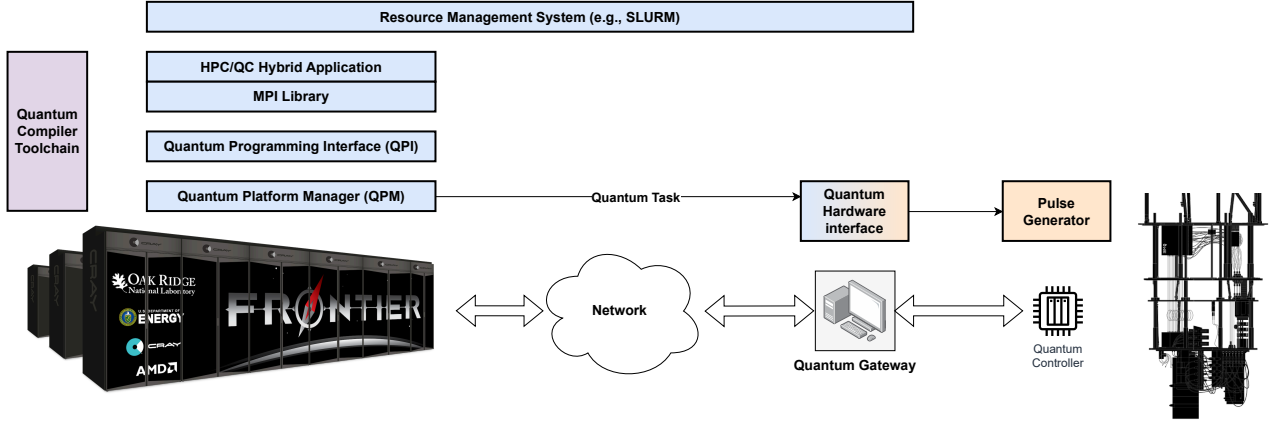 Resource Management System (e.g., SLURM)
HPC/QC Hybrid Application
MPI Library
Quantum
Compiler
Toolchain
Quantum Programming Interface (QPI)
Quantum Platform Manager (QPM)
Quantum Task
Quantum
Hardware
interface
Pulse
Generator
CRAY
OAK RIDGE
National Laboratory
U.S. DEPARTMENT OF
ENERGY
CRAY
AMD
FRONTIER
Network
Quantum Gateway
Quantum
Controller